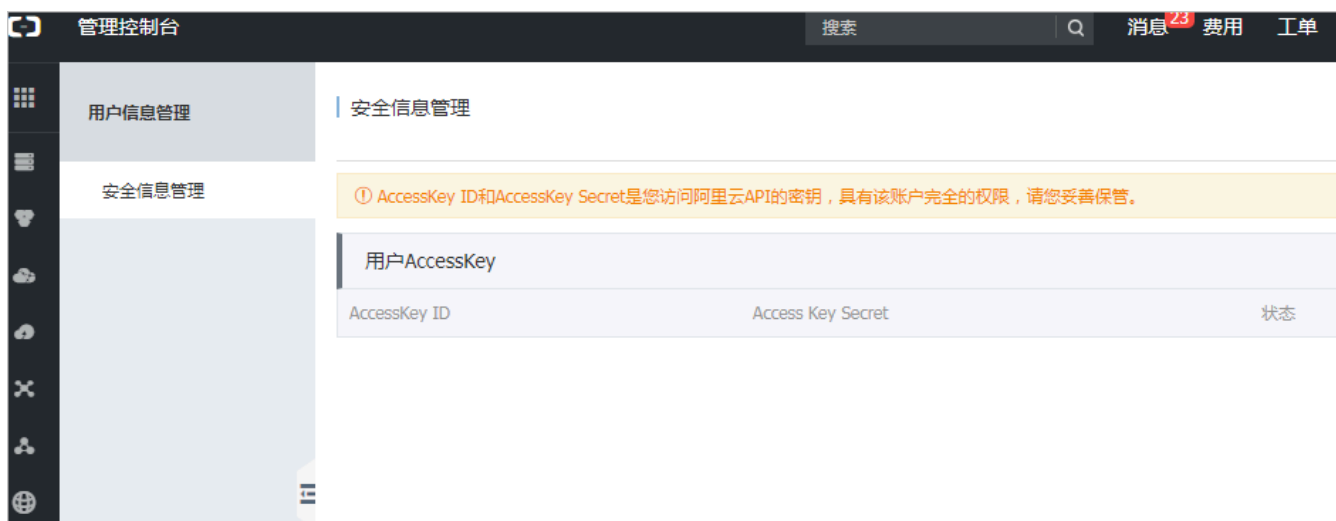 管理控制台
搜索
消息 23 费用 工单
用户信息管理
安全信息管理
安全信息管理
AccessKey ID和AccessKey Secret是您访问阿里云API的密钥，具有该账户完全的权限，请您妥善保管。
用户AccessKey
AccessKey ID Access Key Secret 状态